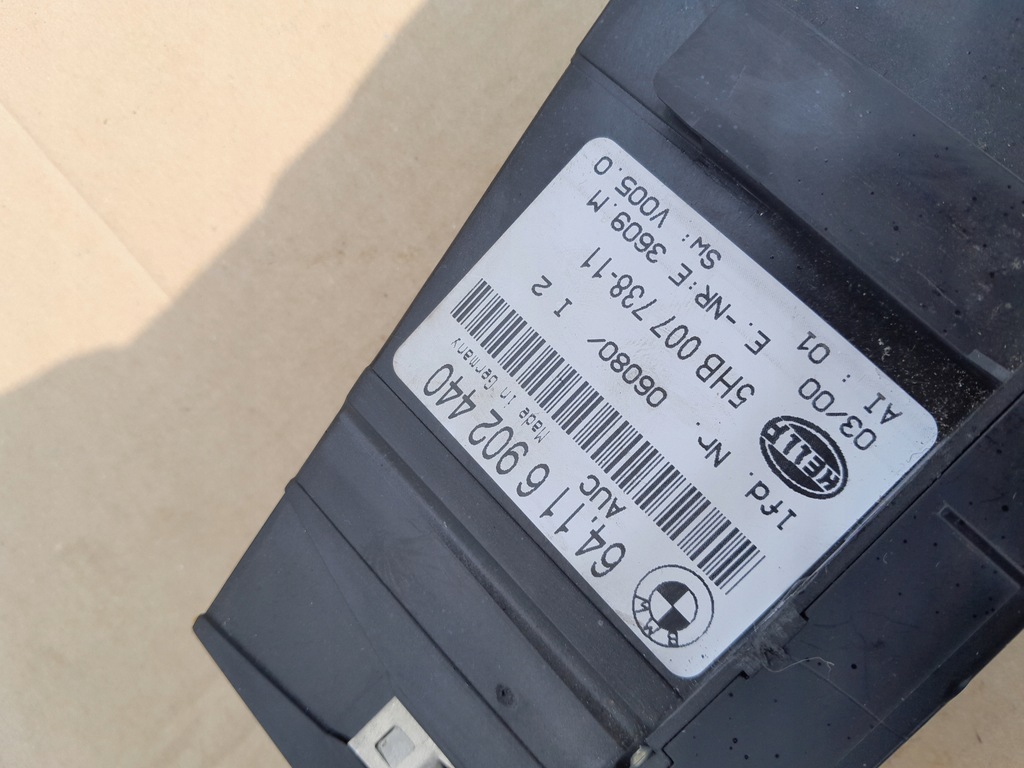 BMW
64.11 6 902 440
AUC Made in Germany
lfd. Nr. 06080/ I 2
HELLA 5HB 007 738-11
03/00 E.-NR:E 3609.M
AI : 01 SW: V005.0